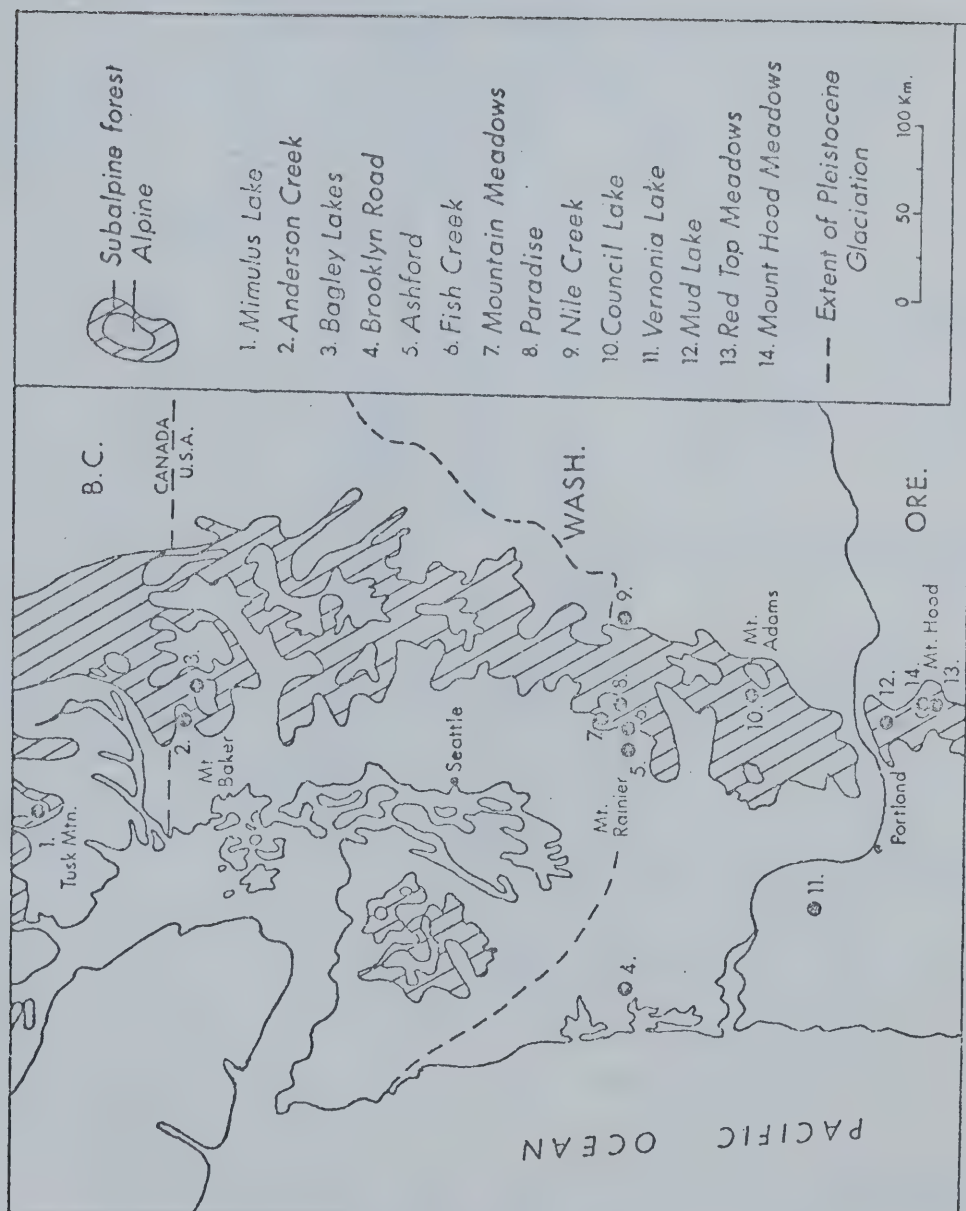 Subalpine forest
Alpine
1. Mimulus Lake
2. Anderson Creek
3. Bagley Lakes
4. Brooklyn Road
5. Ashford
6. Fish Creek
7. Mountain Meadows
8. Paradise
9. Nile Creek
10. Council Lake
11. Vernonia Lake
12. Mud Lake
13. Red Top Meadows
14. Mount Hood Meadows
Extent of Pleistocene
Glaciation
0 50 100 Km.
B.C.
CANADA
U.S.A.
1.
Tusk Mtn.
2.
3.
Mt
Baker
Seattle
WASH.
9.
7.
8.
5.
Mt.
Rainier
4.
10.
Mt.
Adams
ORE.
12.
14.
Mt. Hood
13.
Portland
11.
PACIFIC OCEAN